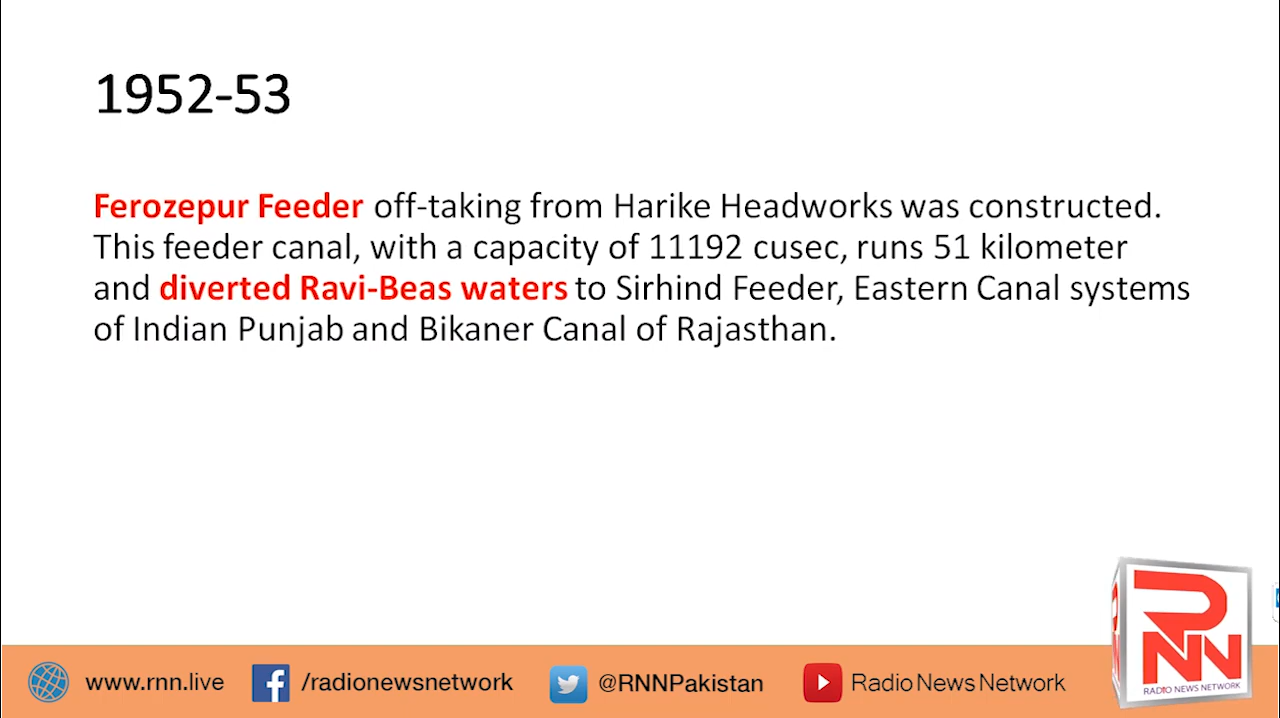 1952-53
Ferozepur Feeder off-taking from Harike Headworks was constructed.
This feeder canal, with a capacity of 11192 cusec, runs 51 kilometer
and diverted Ravi-Beas waters to Sirhind Feeder, Eastern Canal systems
of Indian Punjab and Bikaner Canal of Rajasthan.
RNN
RADIO NEWS NETWORK
www.rnn.live
/radionewsnetwork
@RNNPakistan
Radio News Network